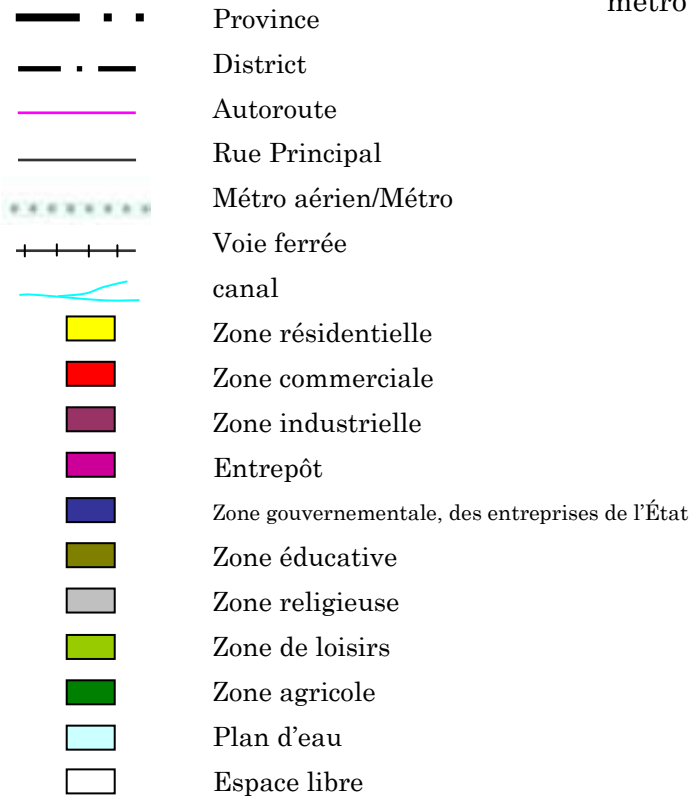 métro
Province
District
Autoroute
Rue Principal
Métro aérien/Métro
Voie ferrée
canal
Zone résidentielle
Zone commerciale
Zone industrielle
Entrepôt
Zone gouvernementale, des entreprises de l'État
Zone éducative
Zone religieuse
Zone de loisirs
Zone agricole
Plan d'eau
Espace libre